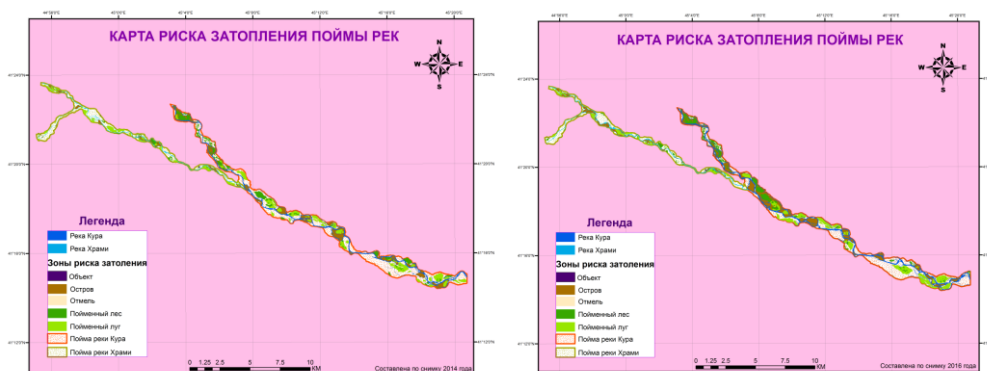 КАРТА РИСКА ЗАТОПЛЕНИЯ ПОЙМЫ РЕК
N
W E
S
Легенда
Река Кура
Река Храми
Зоны риска затоления
Объект
Остров
Отмель
Пойменный лес
Пойменный луг
Пойма реки Кура
Пойма реки Храми
0 1.25 2.5 5 7.5 10
КМ
Составлена по снимку 2014 года
КАРТА РИСКА ЗАТОПЛЕНИЯ ПОЙМЫ РЕК
N
W E
S
Легенда
Река Кура
Река Храми
Зоны риска затоления
Объект
Остров
Отмель
Пойменный лес
Пойменный луг
Пойма реки Кура
Пойма реки Храми
0 1.25 2.5 5 7.5 10
КМ
Составлена по снимку 2016 года